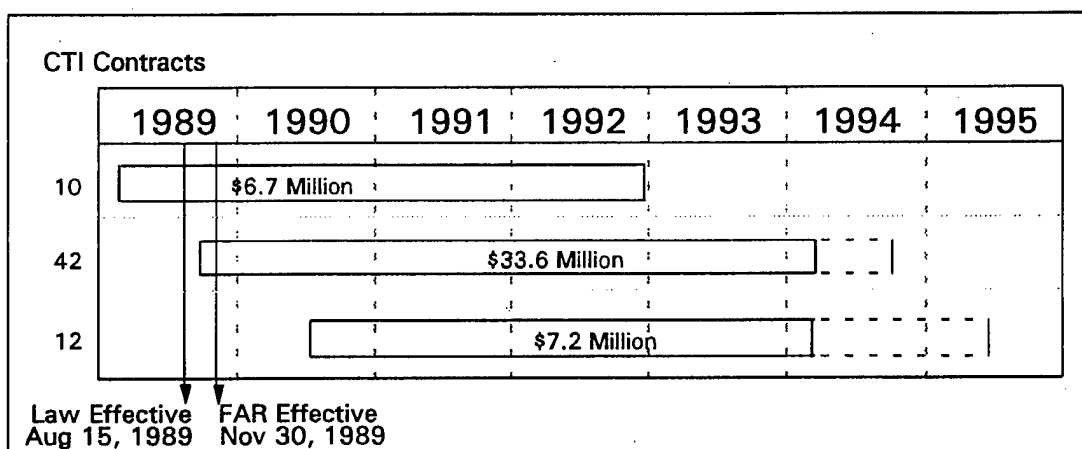 CTI Contracts
1989 1990 1991 1992 1993 1994 1995
10 $6.7 Million
42 $33.6 Million
12 $7.2 Million
Law Effective FAR Effective
Aug 15, 1989 Nov 30, 1989